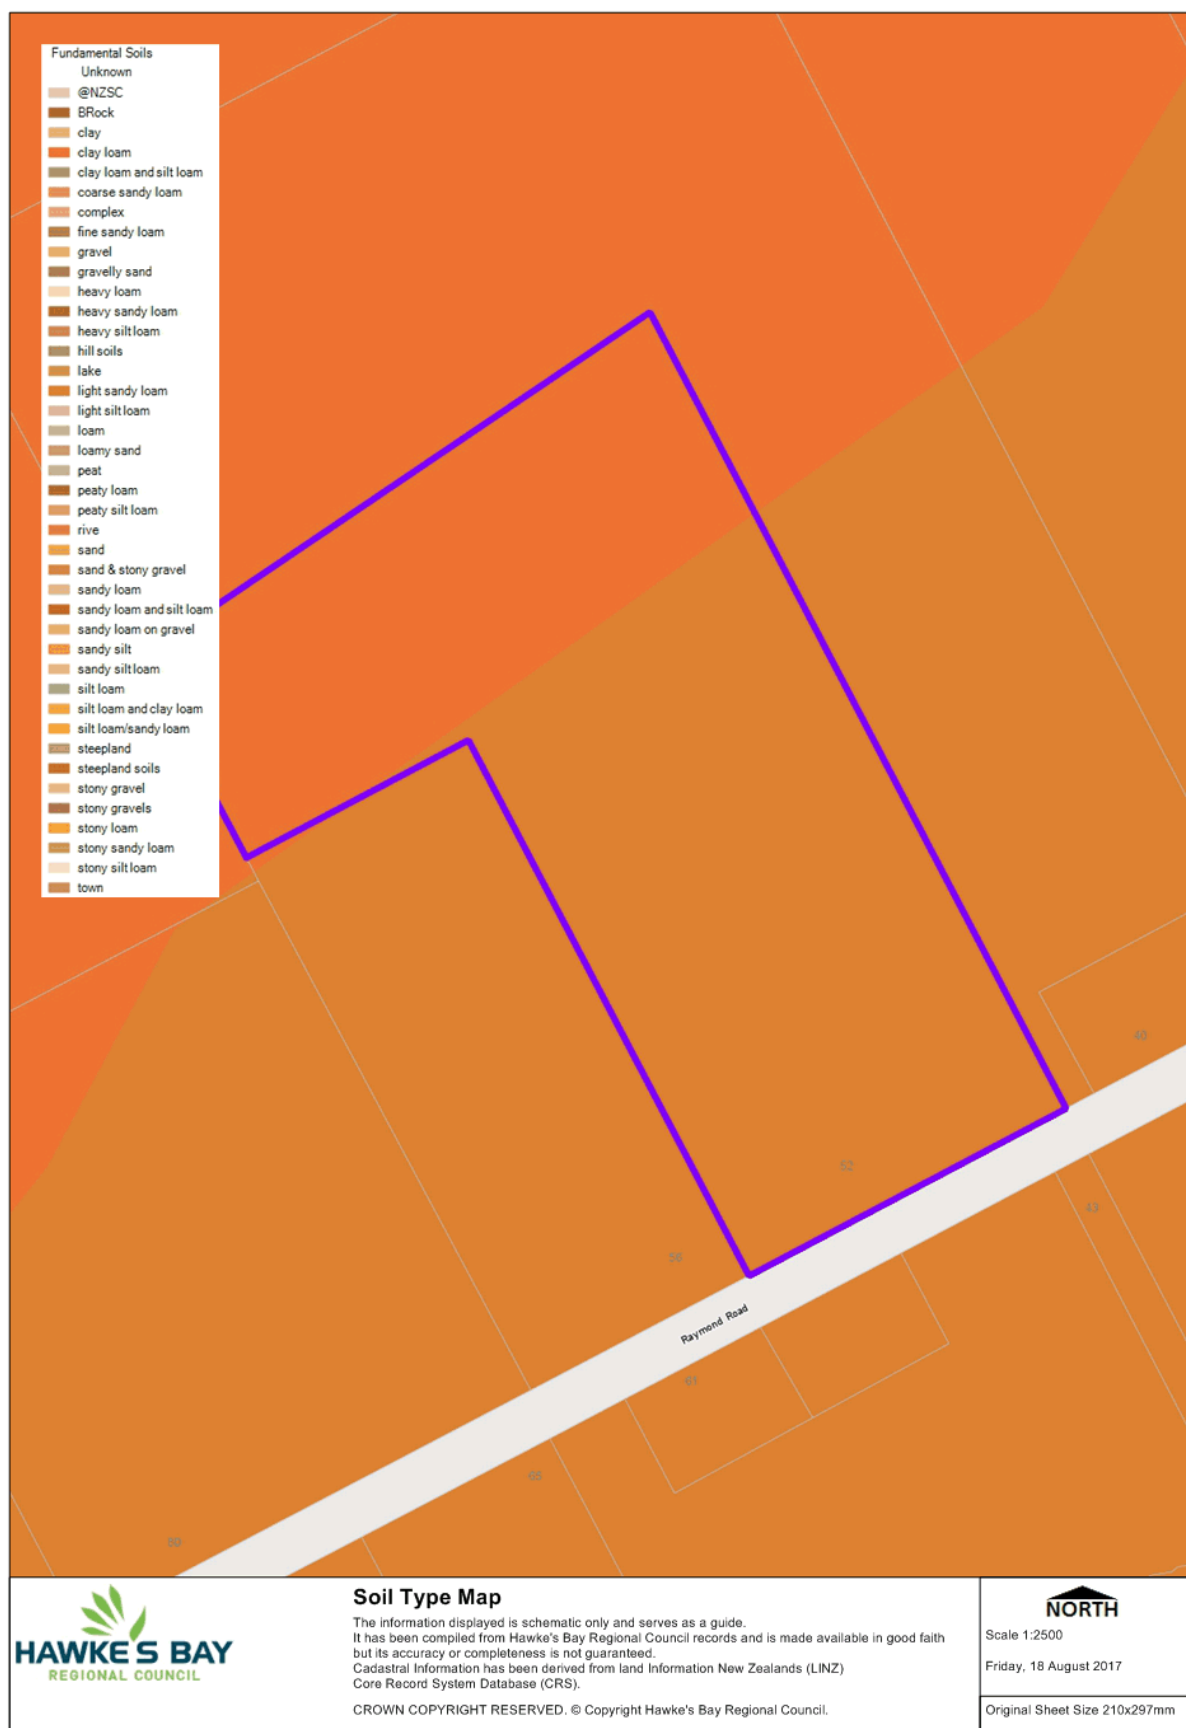 Fundamental Soils
Unknown
@NZSC
BRock
clay
clay loam
clay loam and silt loam
coarse sandy loam
complex
fine sandy loam
gravel
gravelly sand
heavy loam
heavy sandy loam
heavy silt loam
hill soils
lake
light sandy loam
light silt loam
loam
loamy sand
peat
peaty loam
peaty silt loam
rive
sand
sand & stony gravel
sandy loam
sandy loam and silt loam
sandy loam on gravel
sandy silt
sandy silt loam
silt loam
silt loam and clay loam
silt loam/sandy loam
steepland
steepland soils
stony gravel
stony gravels
stony loam
stony sandy loam
stony silt loam
town
40
52
43
Raymond Road
61
HAWKE'S BAY
REGIONAL COUNCIL
Soil Type Map
The information displayed is schematic only and serves as a guide.
It has been compiled from Hawke's Bay Regional Council records and is made available in good faith
but its accuracy or completeness is not guaranteed.
Cadastral Information has been derived from land Information New Zealands (LINZ)
Core Record System Database (CRS).
CROWN COPYRIGHT RESERVED. © Copyright Hawke's Bay Regional Council.
NORTH
Scale 1:2500
Friday, 18 August 2017
Original Sheet Size 210x297mm